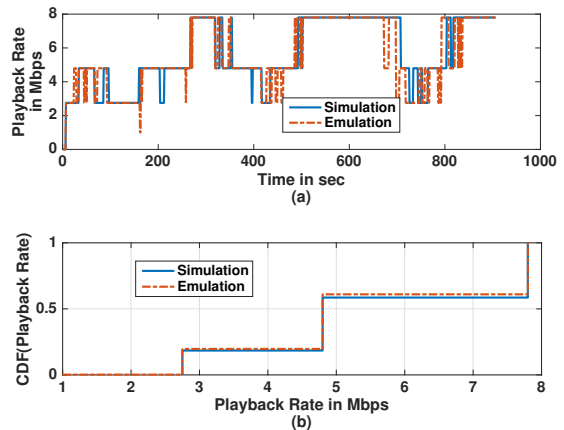 8
6
4
2
0
Playback Rate
in Mbps
Simulation
Emulation
0 200 400 600 800 1000
Time in sec
(a)
1
0.5
0
CDF(Playback Rate)
Simulation
Emulation
1 2 3 4 5 6 7 8
Playback Rate in Mbps
(b)